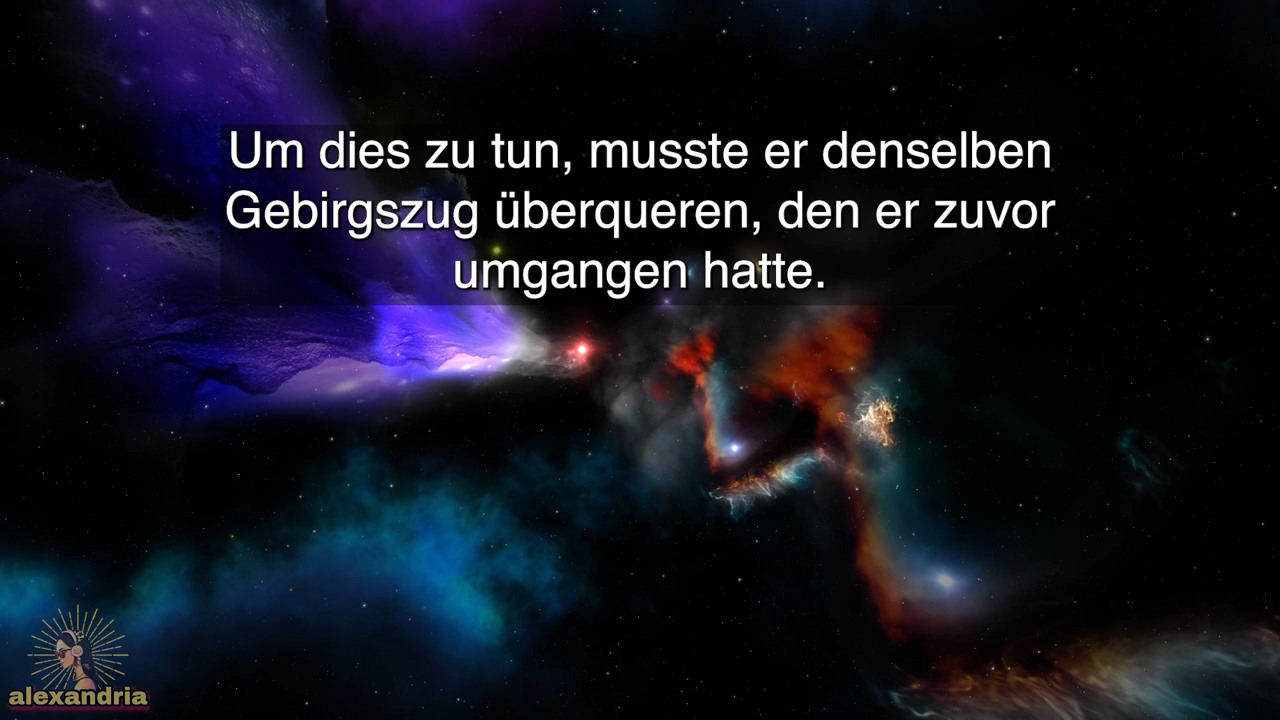 Um dies zu tun, musste er denselben
Gebirgszug überqueren, den er zuvor
umgangen hatte.
alexandria